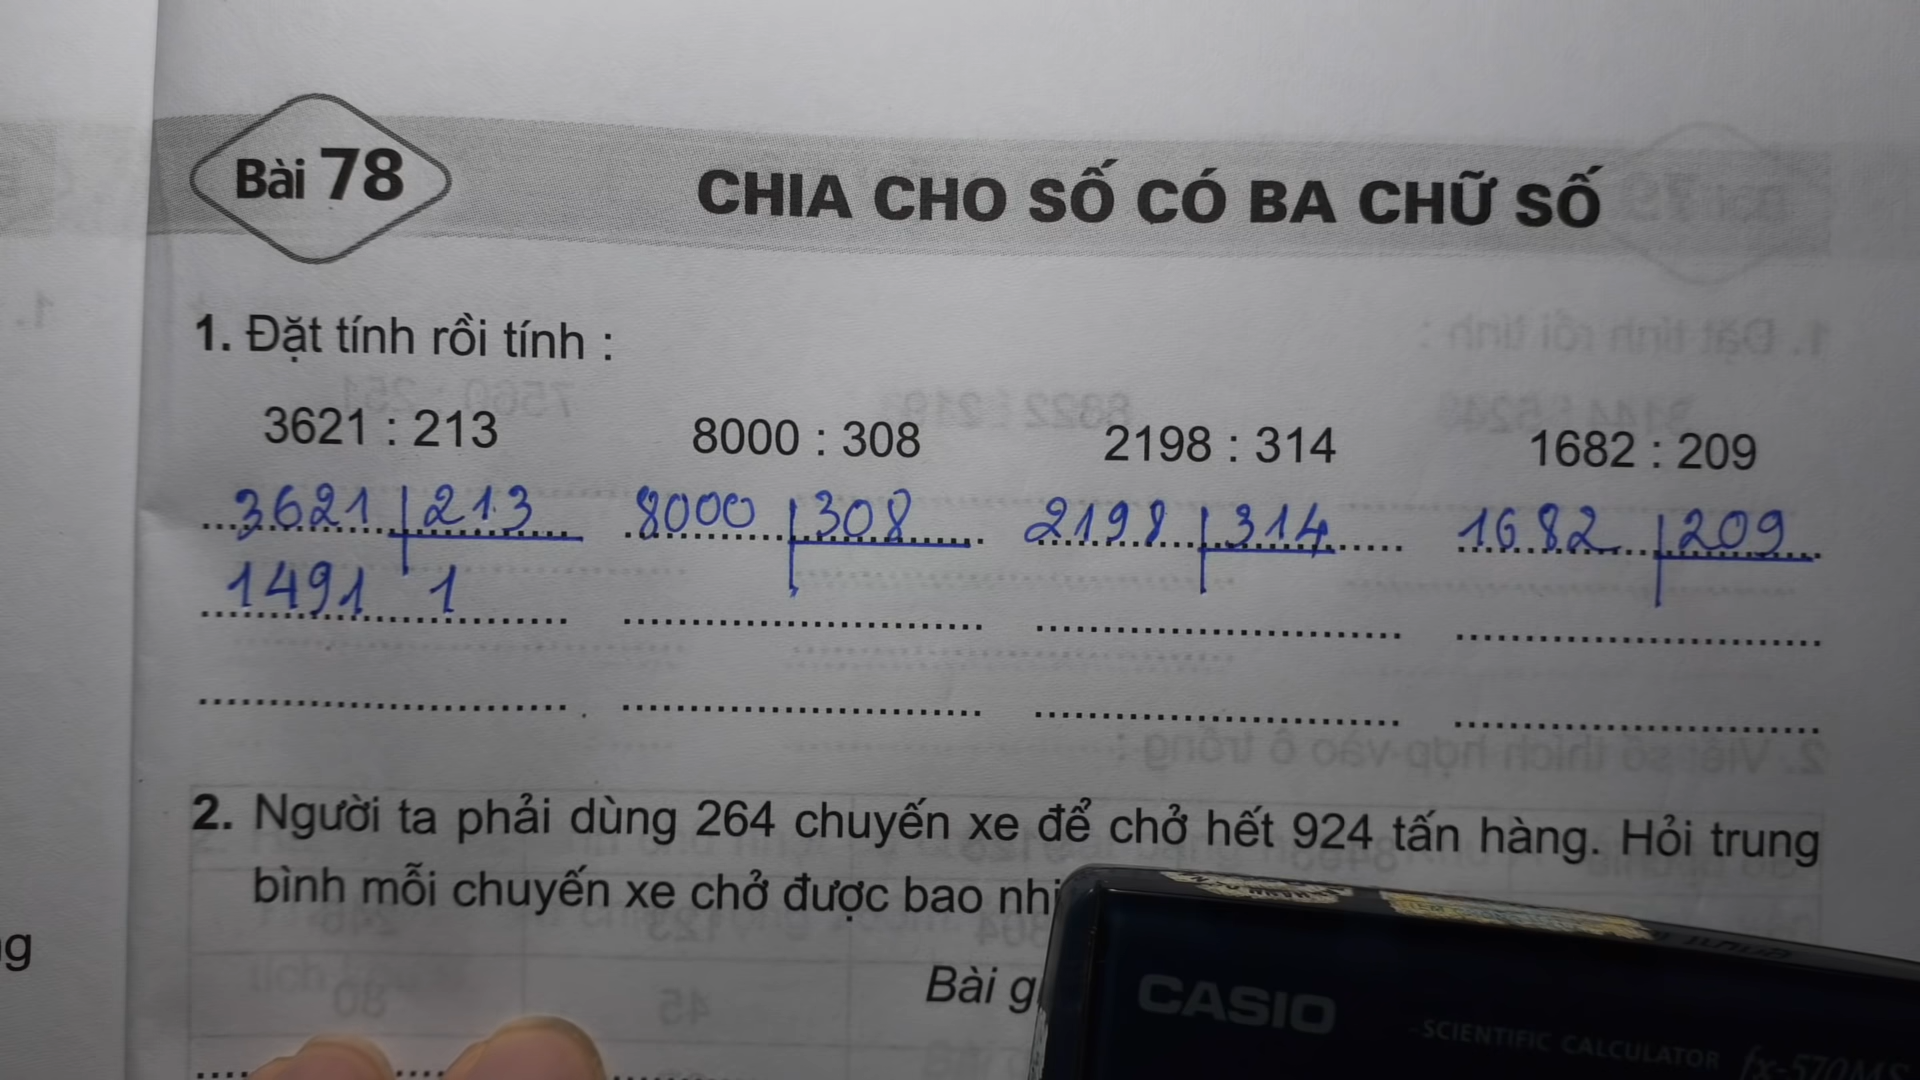 Bài 78
CHIA CHO SỐ CÓ BA CHỮ SỐ
1. Đặt tính rồi tính :
3621 : 213 8000 : 308 2198 : 314 1682 : 209
3621 213 8000 308 2198 314 1682 209
1491 1
2. Người ta phải dùng 264 chuyến xe để chở hết 924 tấn hàng. Hỏi trung
bình mỗi chuyến xe chở được bao
Bài
g
CASIO
SCIENTIFIC CALCULATOR fx-570MS